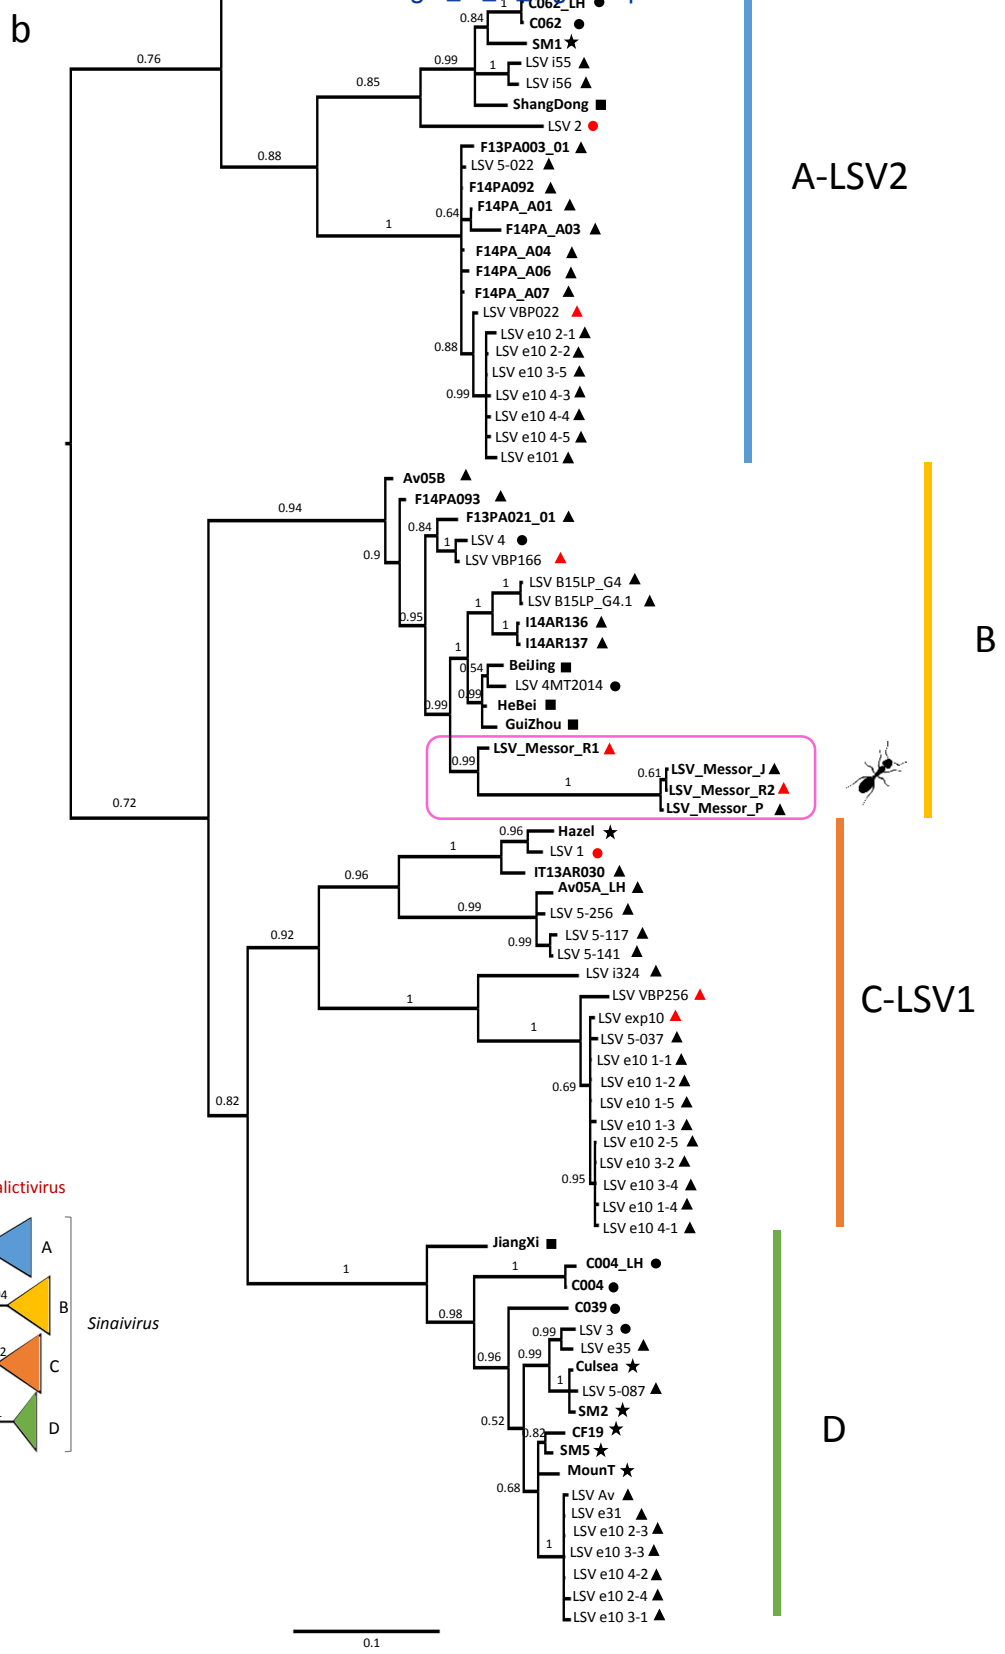 b
C062_LH
1
0.84
C062
SM1
0.76
0.99
1
LSV i55
0.85
LSV i56
ShangDong
LSV 2
F13PA003_01
0.88
LSV 5-022
A-LSV2
F14PA092
F14PA_A01
0.64
1
F14PA_A03
F14PA_A04
F14PA_A06
F14PA_A07
LSV VBP022
LSV e10 2-1
0.88
LSV e10 2-2
LSV e10 3-5
0.99
LSV e10 4-3
LSV e10 4-4
LSV e10 4-5
LSV e101
Av05B
0.94
F14PA093
F13PA021_01
0.84
1
LSV 4
0.9
LSV VBP166
1
LSV B15LP_G4
1
LSV B15LP_G4.1
0.95
1
I14AR136
I14AR137
B
1
0.54
BeiJing
LSV 4MT2014
0.99
0.99
HeBei
GuiZhou
LSV_Messor_R1
0.99
0.61
LSV_Messor_J
1
LSV_Messor_R2
0.72
LSV_Messor_P
0.96
Hazel
1
LSV 1
0.96
IT13AR030
Av05A_LH
0.99
LSV 5-256
0.92
0.99
LSV 5-117
LSV 5-141
LSV i324
1
LSV VBP256
C-LSV1
1
LSV exp10
LSV 5-037
LSV e10 1-1
0.69
LSV e10 1-2
0.82
LSV e10 1-5
LSV e10 1-3
LSV e10 2-5
LSV e10 3-2
0.95
LSV e10 3-4
LSV e10 1-4
LSV e10 4-1
alictivirus
A
4
B
Sinaivirus
2
C
D
JiangXi
1
1
C004_LH
C004
0.98
C039
0.99
LSV 3
0.96
0.99
LSV e35
Culsea
1
LSV 5-087
SM2
0.52
0.82
CF19
D
SM5
MounT
0.68
LSV Av
LSV e31
LSV e10 2-3
1
LSV e10 3-3
LSV e10 4-2
LSV e10 2-4
LSV e10 3-1
0.1